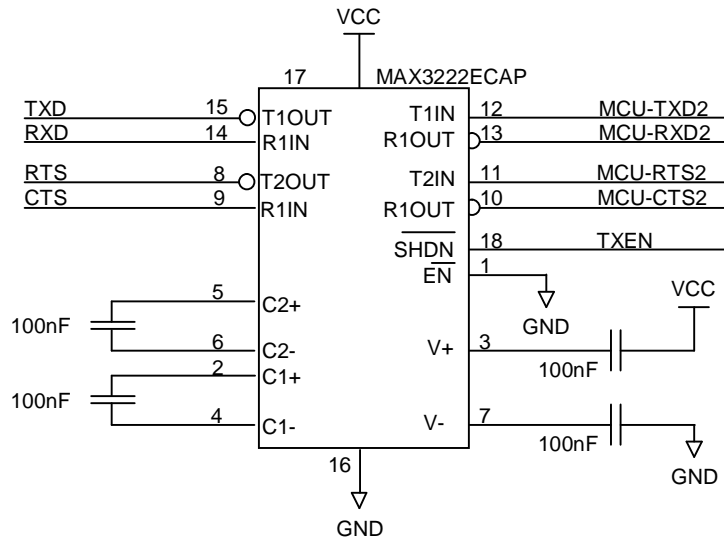 VCC
17 MAX3222ECAP
TXD 15 T1OUT T1IN 12 MCU-TXD2
RXD 14 R1IN R1OUT 13 MCU-RXD2
RTS 8 T2OUT T2IN 11 MCU-RTS2
CTS 9 R1IN R1OUT 10 MCU-CTS2
SHDN 18 TXEN
EN 1
GND
VCC
5 C2+
100nF
6 C2-
V+ 3
100nF
2 C1+
100nF
4 C1-
V- 7
100nF
GND
16
GND